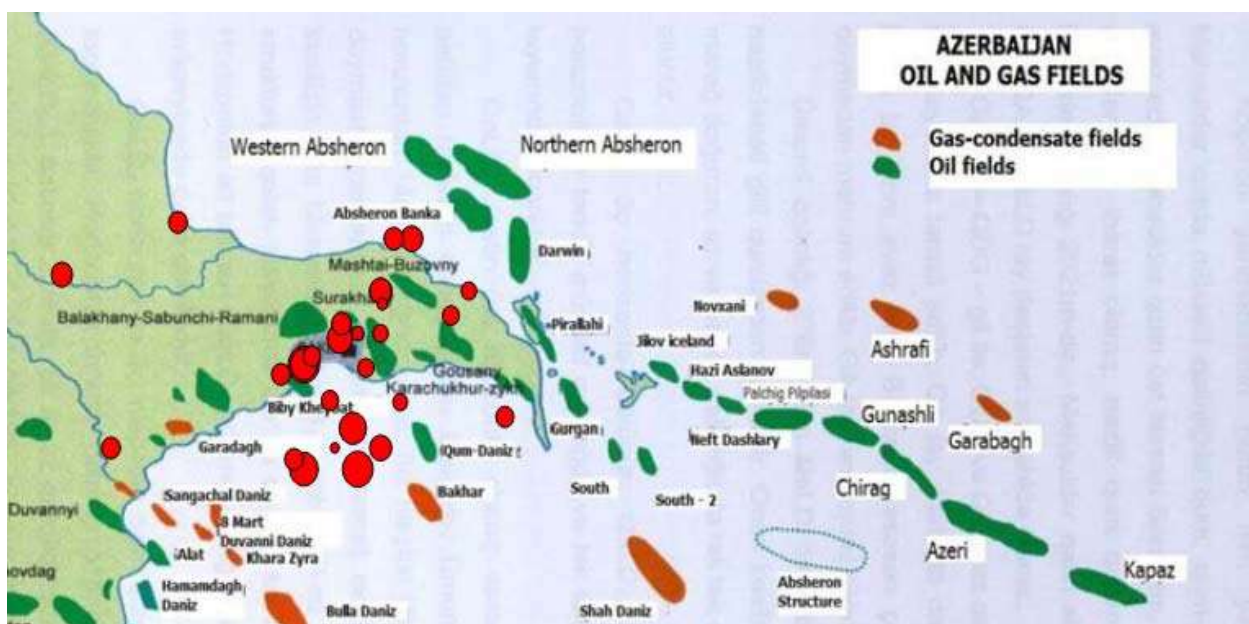 AZERBAIJAN
OIL AND GAS FIELDS
Gas-condensate fields
Oil fields
Western Absheron
Northern Absheron
Absheron Banka
Darwin
Mashtai-Buzovny
Surakha
Balakhany-Sabunchi-Ramani
Pirallahi
Novxani
Ashrafi
Jilov iceland
Hazi Aslanov
Gousany
Karachukhur-zykh
Palchig Pilpilasi
Biby Kheybat
Gunashli
Garabagh
Garadagh
Gurgan
Neft Dashlary
Qum-Daniz
Chirag
South
South - 2
Bakhar
Sangachal Daniz
Duvannyi
8 Mart
Duvanni Daniz
Alat
Khara Zyra
Azeri
Kapaz
ovdag
Hamamdagh
Daniz
Absheron
Structure
Bulla Daniz
Shah Daniz